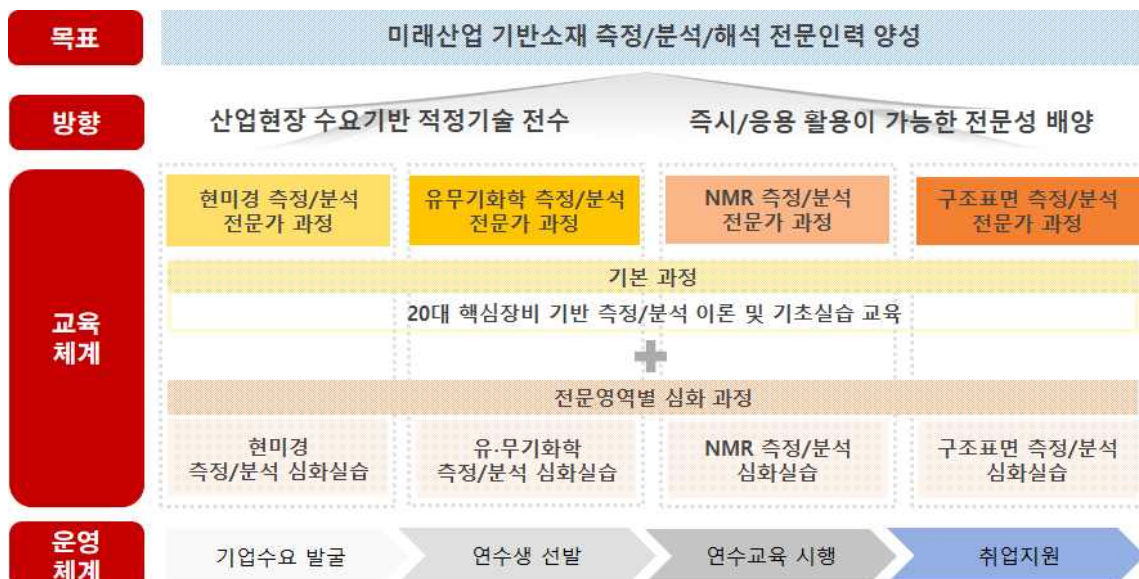 목표
미래산업 기반소재 측정/분석/해석 전문인력 양성
방향
산업현장 수요기반 적정기술 전수
즉시/응용 활용이 가능한 전문성 배양
교육
체계
현미경 측정/분석
전문가 과정
유무기화학 측정/분석
전문가 과정
NMR 측정/분석
전문가 과정
구조표면 측정/분석
전문가 과정
기본 과정
20대 핵심장비 기반 측정/분석 이론 및 기초실습 교육
전문영역별 심화 과정
현미경
측정/분석 심화실습
유·무기화학
측정/분석 심화실습
NMR 측정/분석
심화실습
구조표면 측정/분석
심화실습
운영
체계
기업수요 발굴
연수생 선발
연수교육 시행
취업지원